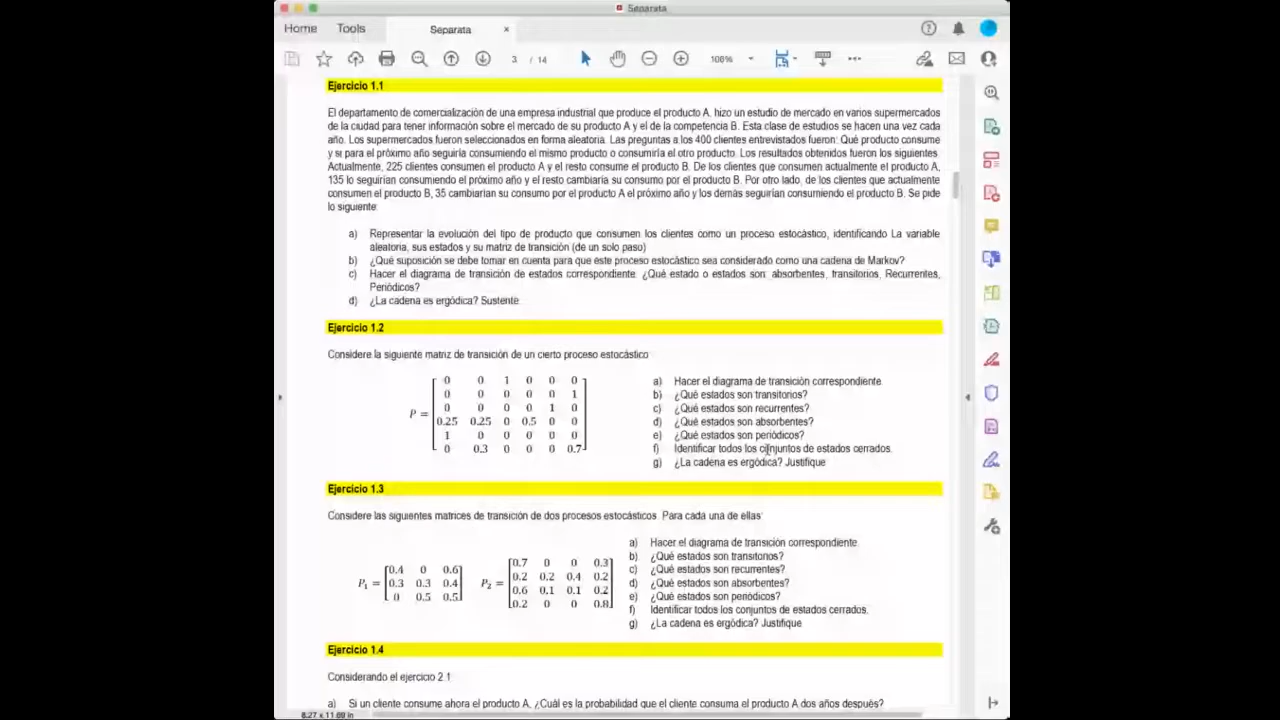 Separata
Home Tools Separata ×
3 / 14 108%
Ejercicio 1.1
El departamento de comercialización de una empresa industrial que produce el producto A, hizo un estudio de mercado en varios supermercados
de la ciudad para tener información sobre el mercado de su producto A y el de la competencia B. Esta clase de estudios se hacen una vez cada
año. Los supermercados fueron seleccionados en forma aleatoria. Las preguntas a los 400 clientes entrevistados fueron: Qué producto consume
y si para el próximo año seguiría consumiendo el mismo producto o consumiría el otro producto. Los resultados obtenidos fueron los siguientes.
Actualmente, 225 clientes consumen el producto A y el resto consume el producto B. De los clientes que consumen actualmente el producto A,
135 lo seguirían consumiendo el próximo año y el resto cambiaría su consumo por el producto B. Por otro lado, de los clientes que actualmente
consumen el producto B, 35 cambiarían su consumo por el producto A el próximo año y los demás seguirían consumiendo el producto B. Se pide
lo siguiente:
a) Representar la evolución del tipo de producto que consumen los clientes como un proceso estocástico, identificando La variable
aleatoria, sus estados y su matriz de transición (de un solo paso)
b) ¿Qué suposición se debe tomar en cuenta para que este proceso estocástico sea considerado como una cadena de Markov?
c) Hacer el diagrama de transición de estados correspondiente. ¿Qué estado o estados son: absorbentes, transitorios, Recurrentes,
Periódicos?
d) ¿La cadena es ergódica? Sustente.
Ejercicio 1.2
Considere la siguiente matriz de transición de un cierto proceso estocástico
0 0 1 0 0 0
0 0 0 0 0 1
P = 0 0 0 0 1 0
0.25 0.25 0 0.5 0 0
1 0 0 0 0 0
0 0.3 0 0 0 0.7
a) Hacer el diagrama de transición correspondiente.
b) ¿Qué estados son transitorios?
c) ¿Qué estados son recurrentes?
d) ¿Qué estados son absorbentes?
e) ¿Qué estados son periódicos?
f) Identificar todos los conjuntos de estados cerrados.
g) ¿La cadena es ergódica? Justifique
Ejercicio 1.3
Considere las siguientes matrices de transición de dos procesos estocásticos. Para cada una de ellas:
P₁ = 0.4 0 0.6
0.3 0.3 0.4
0 0.5 0.5
P₂ = 0.7 0 0 0.3
0.2 0.2 0.4 0.2
0.6 0.1 0.1 0.2
0.2 0 0 0.8
a) Hacer el diagrama de transición correspondiente.
b) ¿Qué estados son transitorios?
c) ¿Qué estados son recurrentes?
d) ¿Qué estados son absorbentes?
e) ¿Qué estados son periódicos?
f) Identificar todos los conjuntos de estados cerrados.
g) ¿La cadena es ergódica? Justifique
Ejercicio 1.4
Considerando el ejercicio 2.1
a) Si un cliente consume ahora el producto A, ¿Cuál es la probabilidad que el cliente consuma el producto A dos años después?
8.27 x 11.69 in